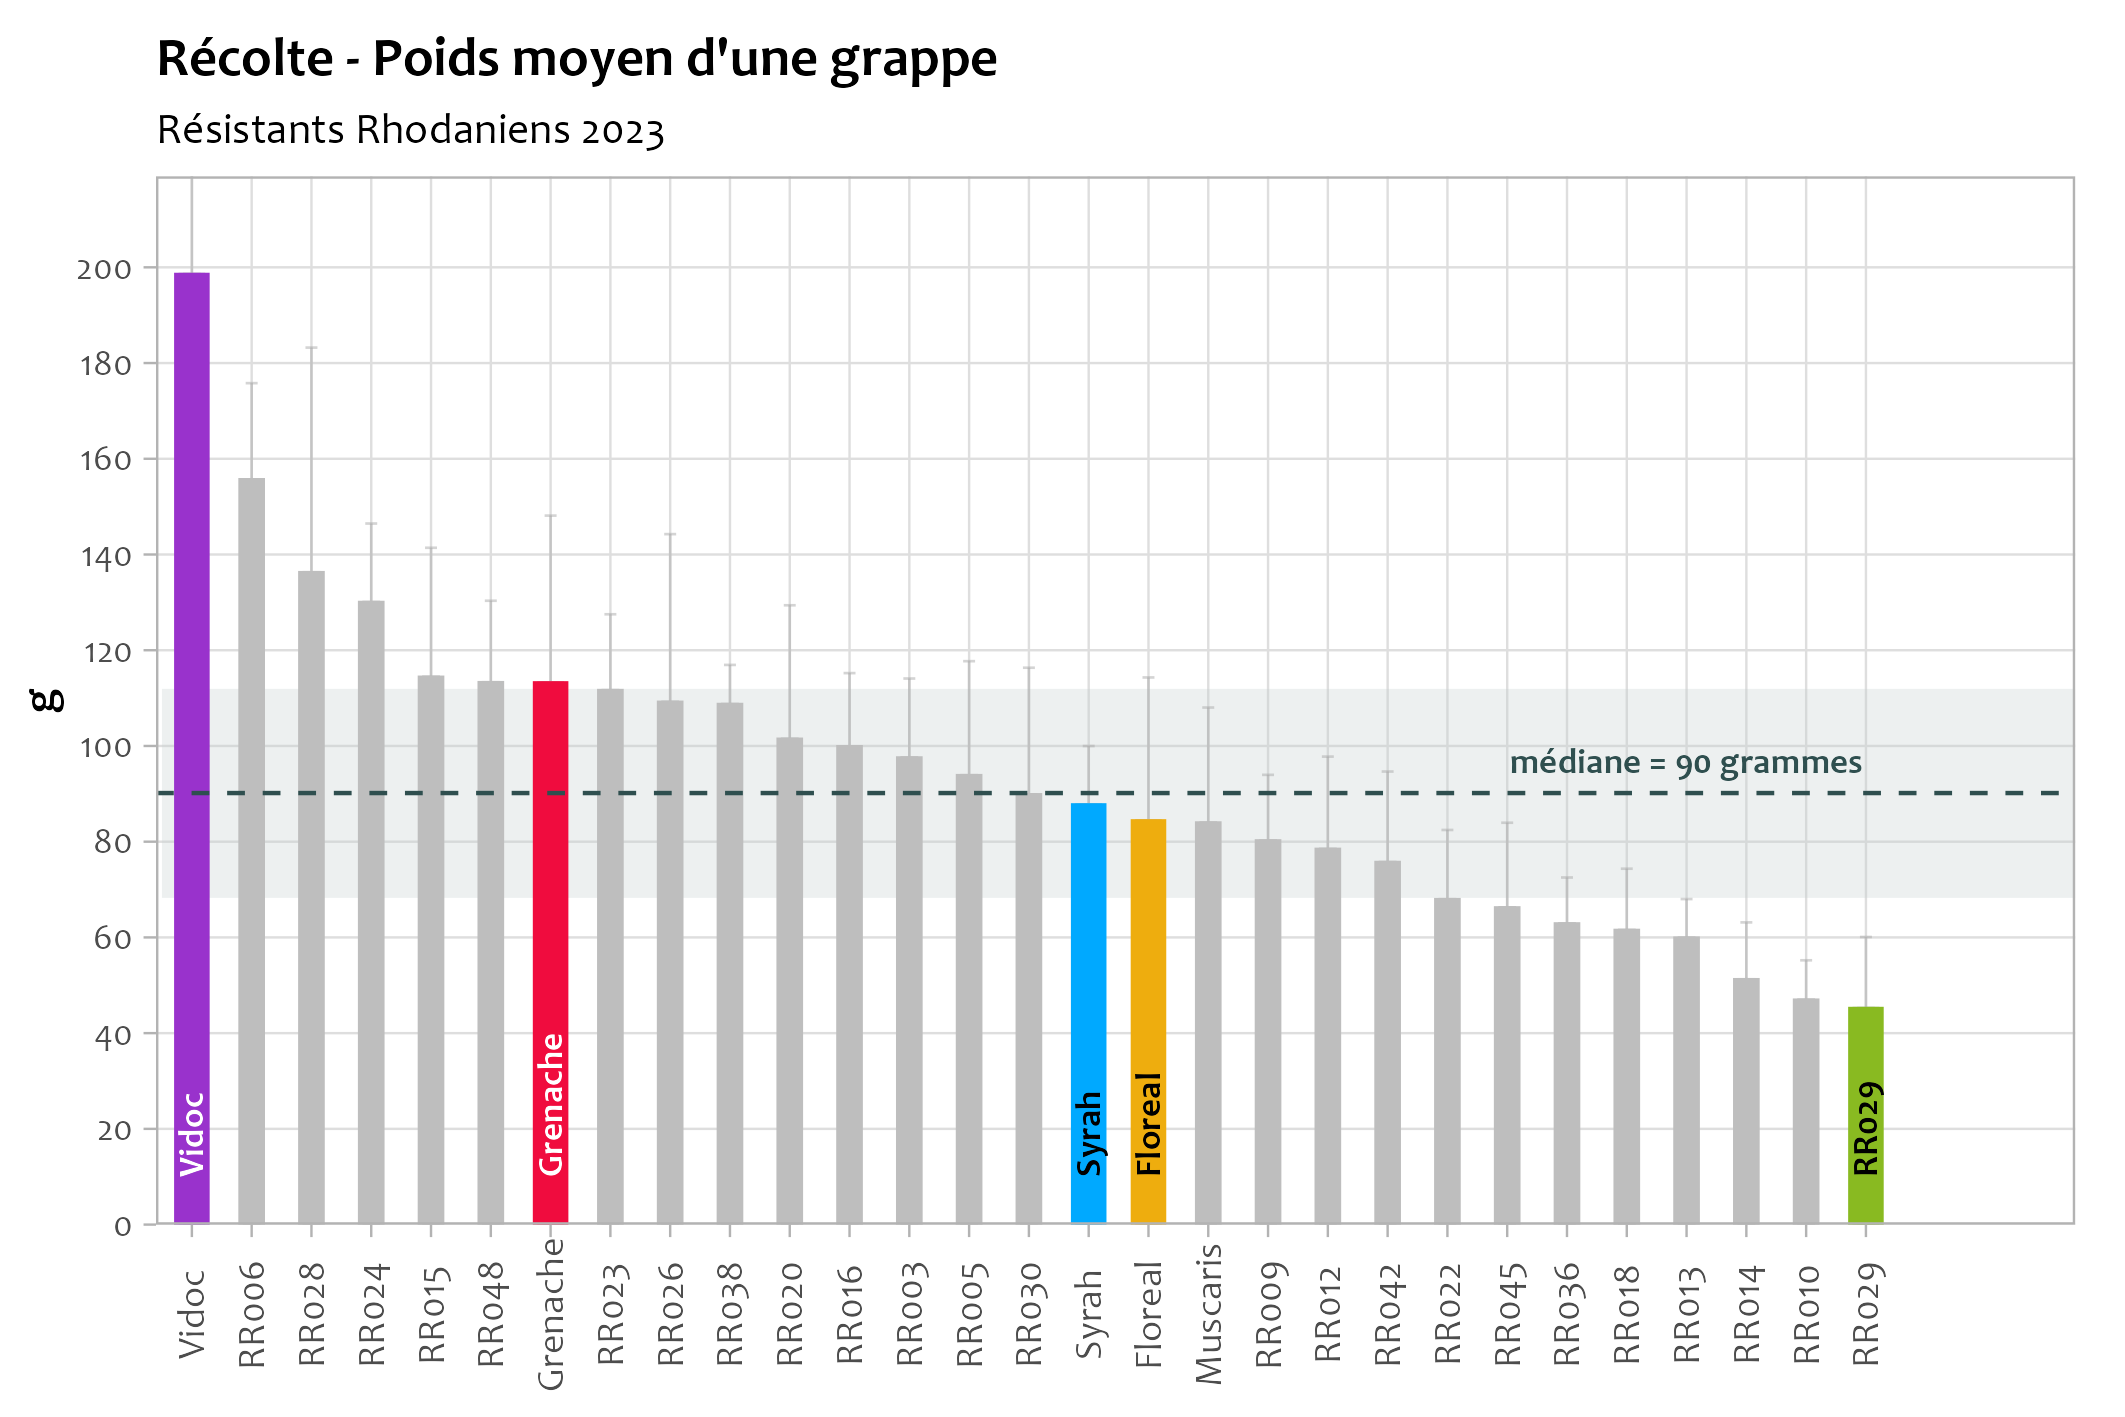 Récolte - Poids moyen d'une grappe
Résistants Rhodaniens 2023
g
200
180
160
140
120
100
80
60
40
20
0
médiane = 90 grammes
Vidoc
Grenache
Syrah
Floreal
RR029
Vidoc
RR006
RR028
RR024
RR015
RR048
Grenache
RR023
RR026
RR038
RR020
RR016
RR003
RR005
RR030
Syrah
Floreal
Muscaris
RR009
RR012
RR042
RR022
RR045
RR036
RR018
RR013
RR014
RR010
RR029